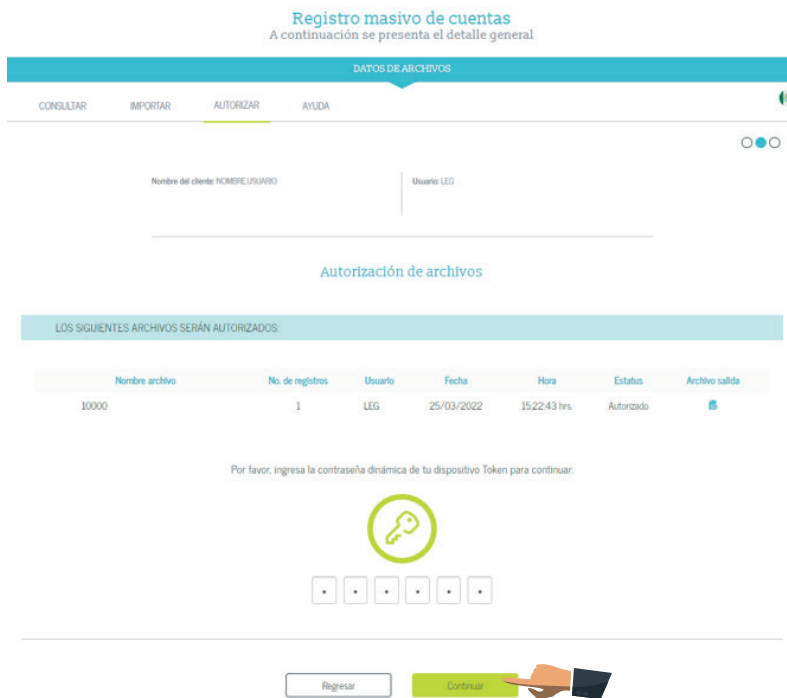 Registro masivo de cuentas
A continuación se presenta el detalle general
DATOS DE ARCHIVOS
CONSULTAR IMPORTAR AUTORIZAR AYUDA
Nombre del cliente: NOMBRE,USUARIO Usuario: LEG
Autorización de archivos
LOS SIGUIENTES ARCHIVOS SERÁN AUTORIZADOS:
Nombre archivo No. de registros Usuario Fecha Hora Estatus Archivo salida
10000 1 LEG 25/03/2022 15:22:43 hrs. Autorizado
Por favor, ingresa la contraseña dinámica de tu dispositivo Token para continuar.
Regresar Continuar